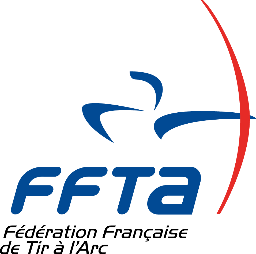 FFTa
Fédération Française
de Tir à l'Arc